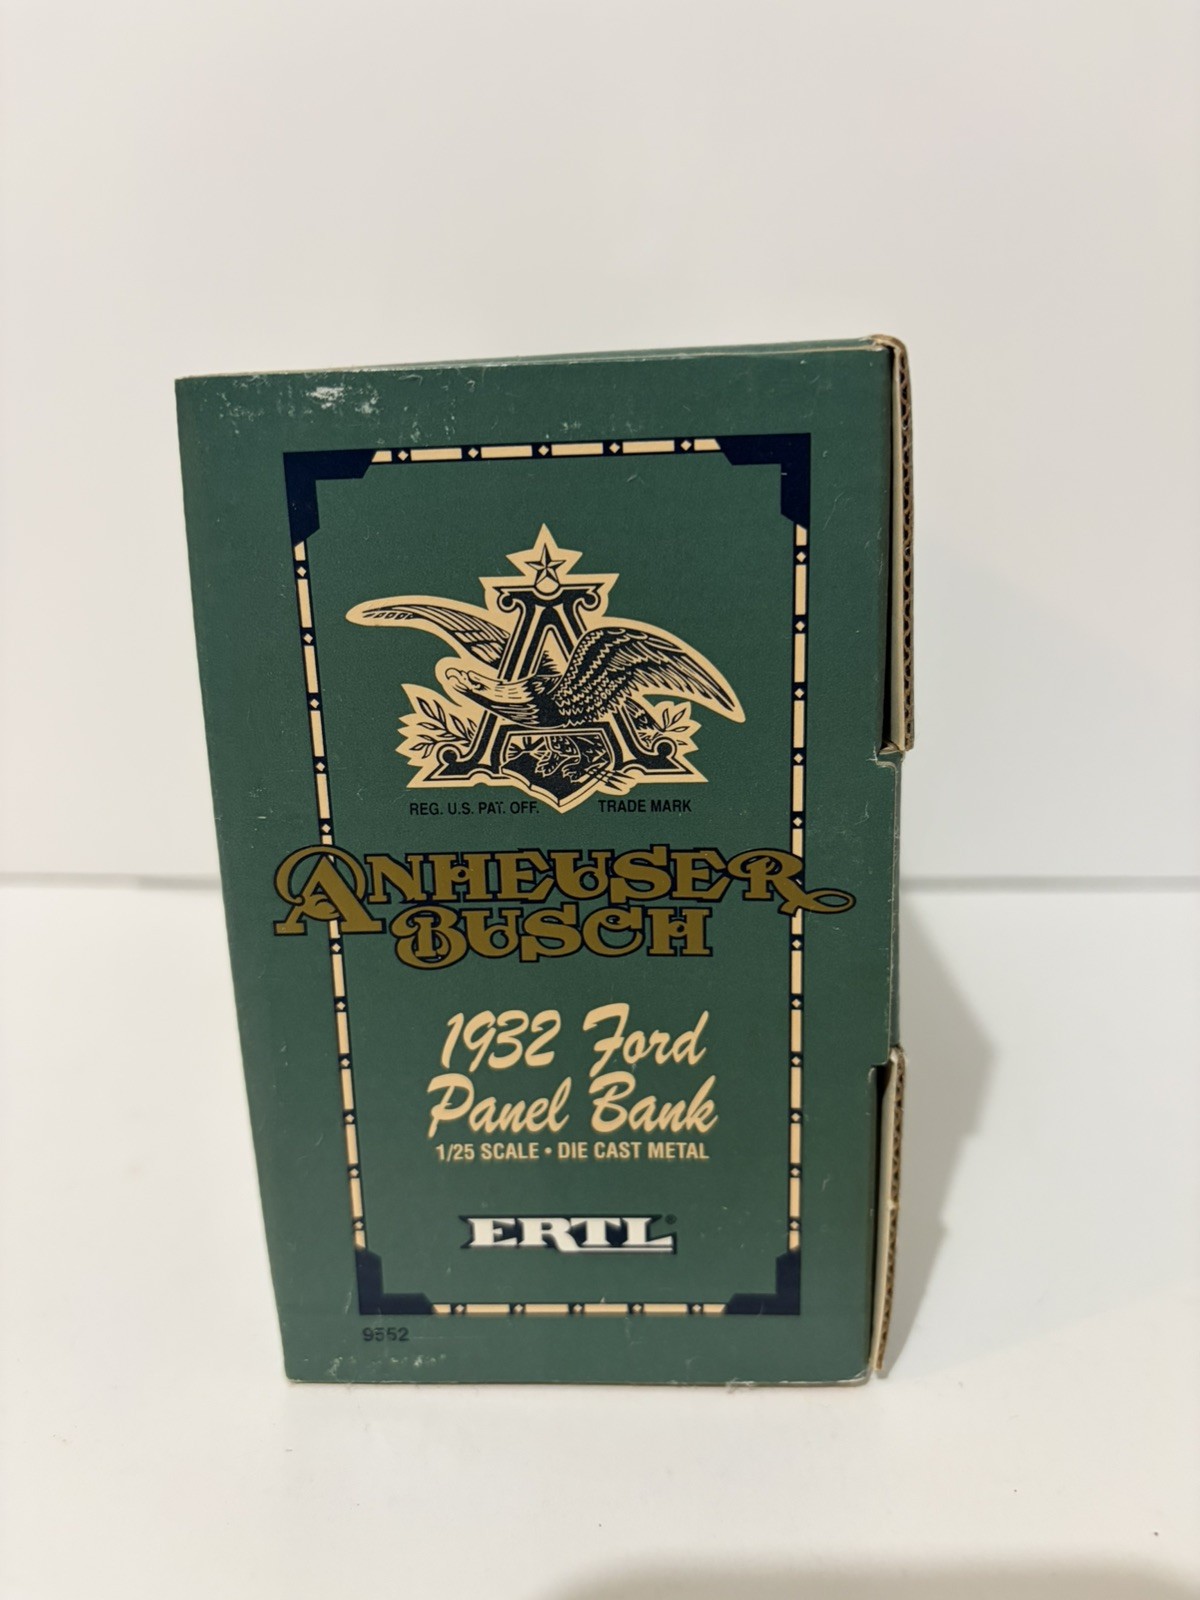 REG. U.S. PAT. OFF. TRADE MARK
ANHEUSER
BUSCH
1932 Ford
Panel Bank
1/25 SCALE • DIE CAST METAL
ERTL®
9552